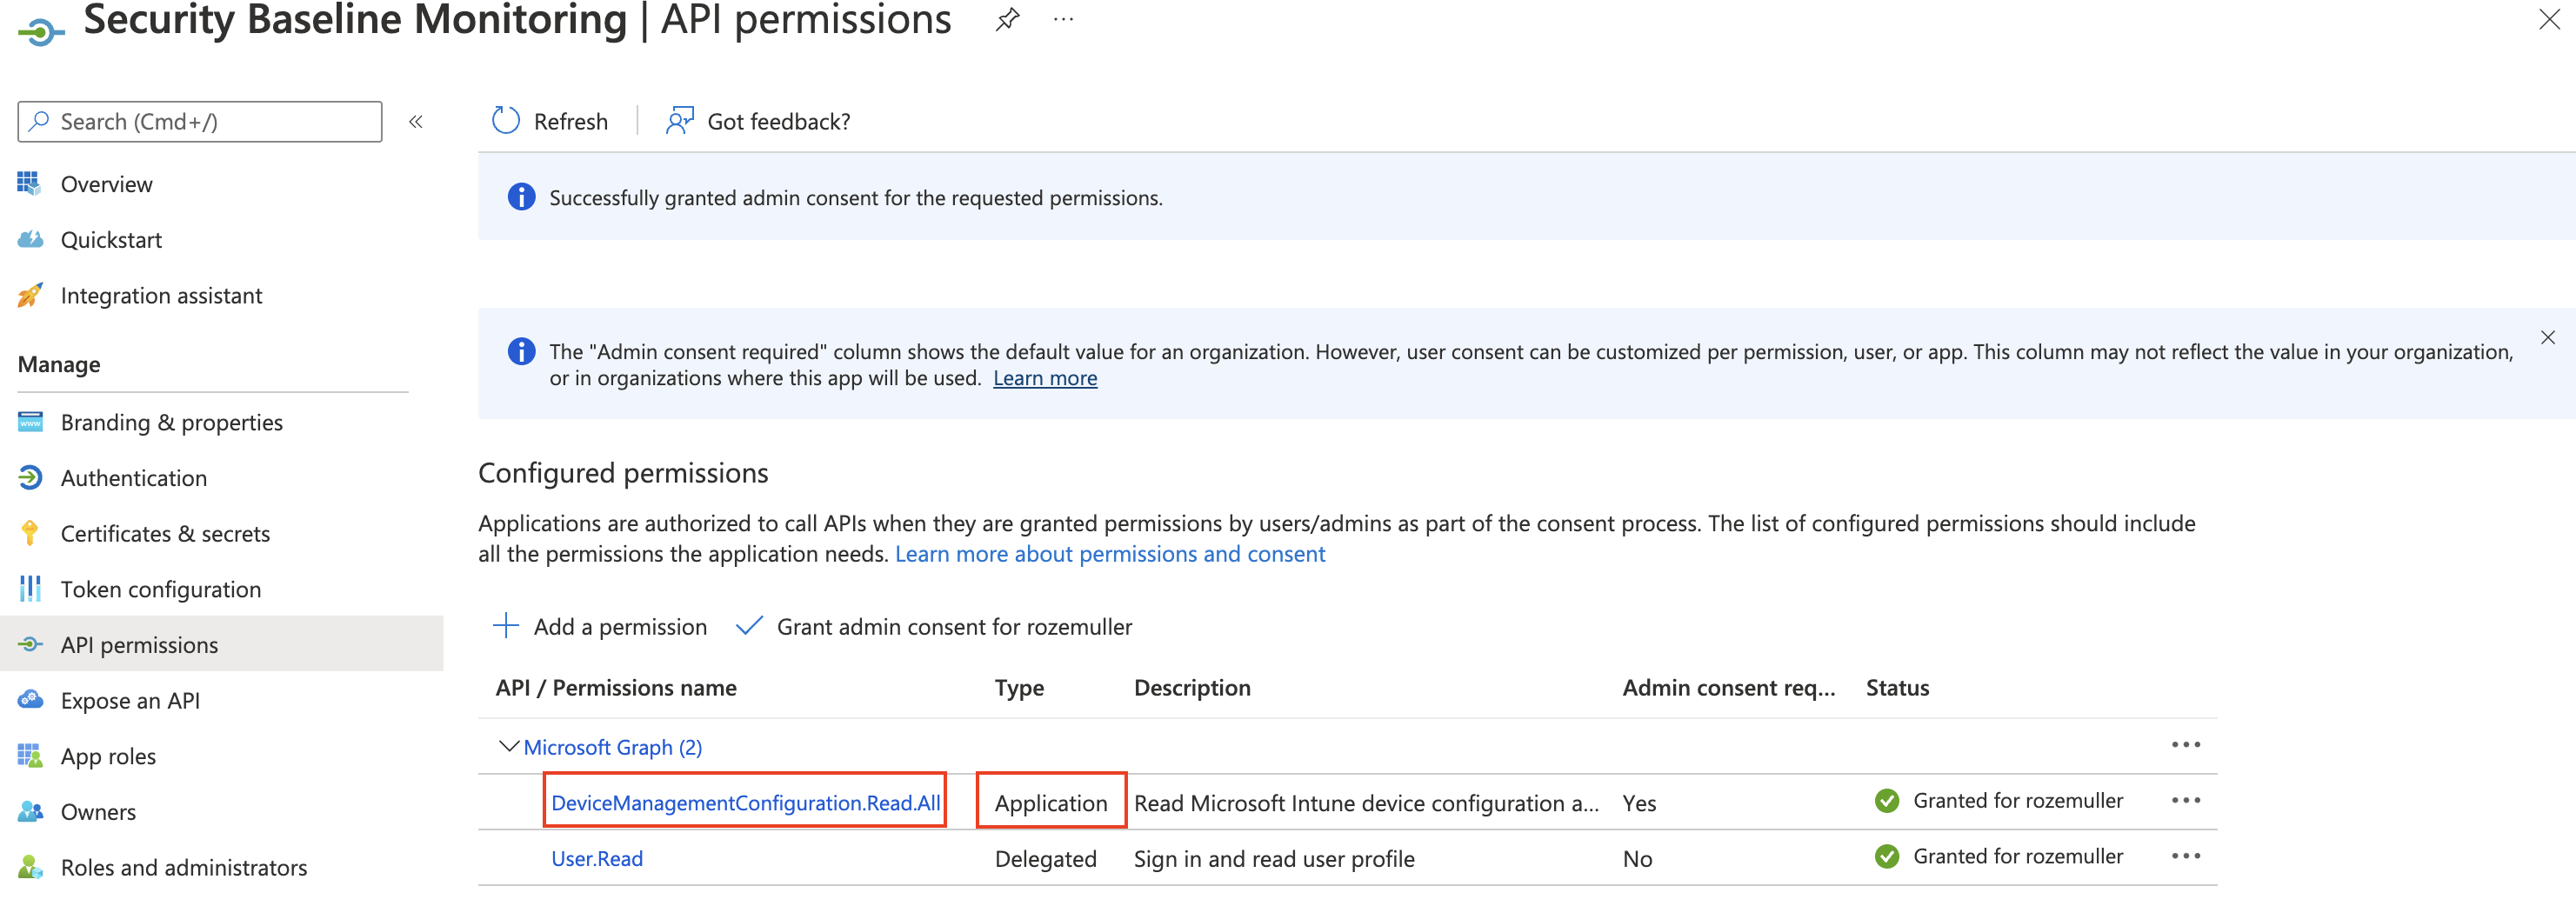 Security Baseline Monitoring | API permissions
Search (Cmd+/)
Refresh
Got feedback?
Overview
Quickstart
Integration assistant
Manage
Branding & properties
Authentication
Certificates & secrets
Token configuration
API permissions
Expose an API
App roles
Owners
Roles and administrators
Successfully granted admin consent for the requested permissions.
The "Admin consent required" column shows the default value for an organization. However, user consent can be customized per permission, user, or app. This column may not reflect the value in your organization,
or in organizations where this app will be used. Learn more
Configured permissions
Applications are authorized to call APIs when they are granted permissions by users/admins as part of the consent process. The list of configured permissions should include
all the permissions the application needs. Learn more about permissions and consent
Add a permission
Grant admin consent for rozemuller
API / Permissions name Type Description Admin consent req... Status
Microsoft Graph (2)
DeviceManagementConfiguration.Read.All Application Read Microsoft Intune device configuration a... Yes Granted for rozemuller
User.Read Delegated Sign in and read user profile No Granted for rozemuller